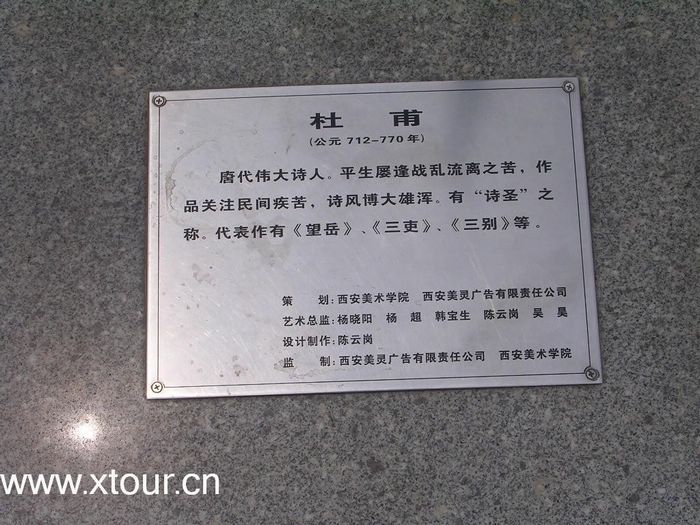 杜 甫
(公元 712-770 年)
唐代伟大诗人。平生屡逢战乱流离之苦，作
品关注民间疾苦，诗风博大雄浑。有“诗圣”之
称。代表作有《望岳》、《三吏》、《三别》等。
策 划:西安美术学院 西安美灵广告有限责任公司
艺术总监:杨晓阳 杨 超 韩宝生 陈云岗 吴 昊
设计制作:陈云岗
监 制:西安美灵广告有限责任公司 西安美术学院
www.xtour.cn